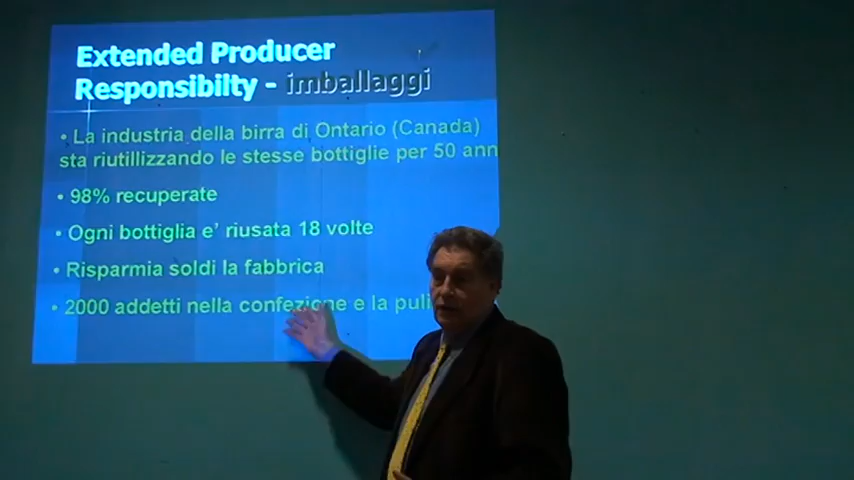 Extended Producer
Responsibilty - imballaggi
• La industria della birra di Ontario (Canada)
sta riutillizzando le stesse bottiglie per 50 ann
• 98% recuperate
• Ogni bottiglia e' riusata 18 volte
• Risparmia soldi la fabbrica
• 2000 addetti nella confezione e la puli